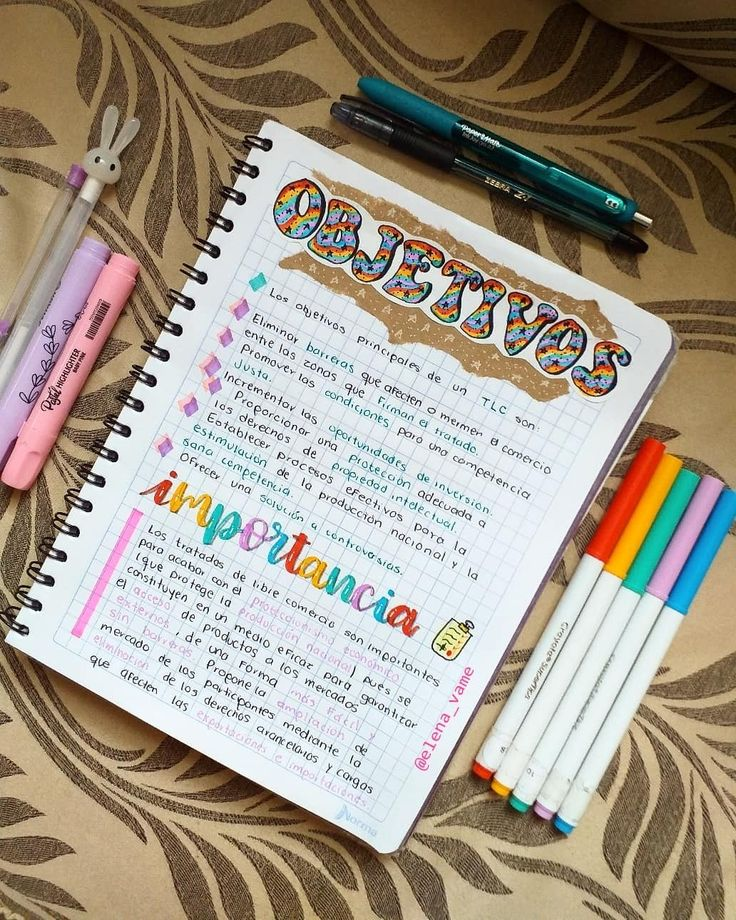 OBJETIVOS
Los objetivos principales de un TLC son:
Eliminar barreras que afecten o mermen el comercio
entre las zonas que firman el tratado.
Promover las condiciones para una competencia
Justa.
Incrementar las oportunidades de inversión.
Proporcionar una protección adecuada a
los derechos de propiedad intelectual
Establecer procesos efectivos para la
estimulación de la producción nacional y la
sana competencia.
Ofrecer una solución a controversias.
importancia
Los tratados de libre comercio son importantes
para acabar con el proteccionismo económico
(que protege la producción nacional), pues se
constituyen en un medio eficaz para garantizar
el acceso de productos a los mercados
externos, de una forma más fácil y
sin barreras. Propone la ampliación de
mercado de los participantes mediante la
eliminación de los derechos arancelarios y cargas
que afecten las exportaciones e importaciones
@elena_vame
Norma
paper mate
ZEBRA
HIGHLIGHTER
BABY PINK
Crayola Supertips